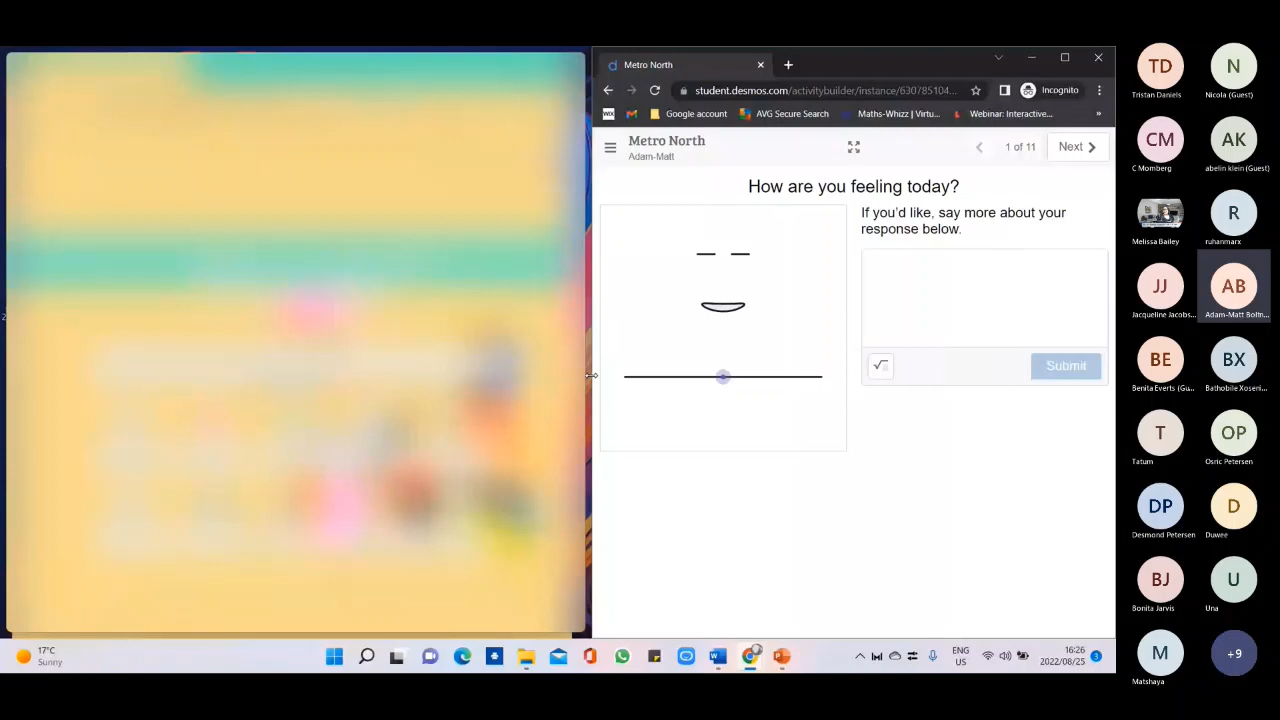 Metro North
student.desmos.com/activitybuilder/instance/630785104...
Incognito
Google account
AVG Secure Search
Maths-Whizz | Virtu...
Webinar: Interactive...
»
Metro North
Adam-Matt
1 of 11
Next
How are you feeling today?
If you'd like, say more about your
response below.
√
Submit
17°C
Sunny
ENG
US
16:26
2022/08/25
3
TD
Tristan Daniels
N
Nicola (Guest)
CM
C Momberg
AK
abelin klein (Guest)
Melissa Bailey
R
ruhanmarx
JJ
Jacqueline Jacobs...
AB
Adam-Matt Boltn...
BE
Benita Everts (Gu...
BX
Bathobile Xoseri...
T
Tatum
OP
Osric Petersen
DP
Desmond Petersen
D
Duwee
BJ
Bonita Jarvis
U
Una
M
Matshaya
+9